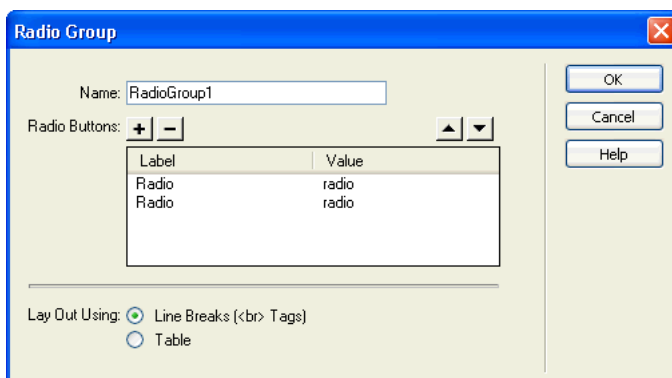 Radio Group
Name: RadioGroup1
OK
Radio Buttons:
Cancel
Help
Label Value
Radio radio
Radio radio
Lay Out Using: Line Breaks (<br> Tags)
Table